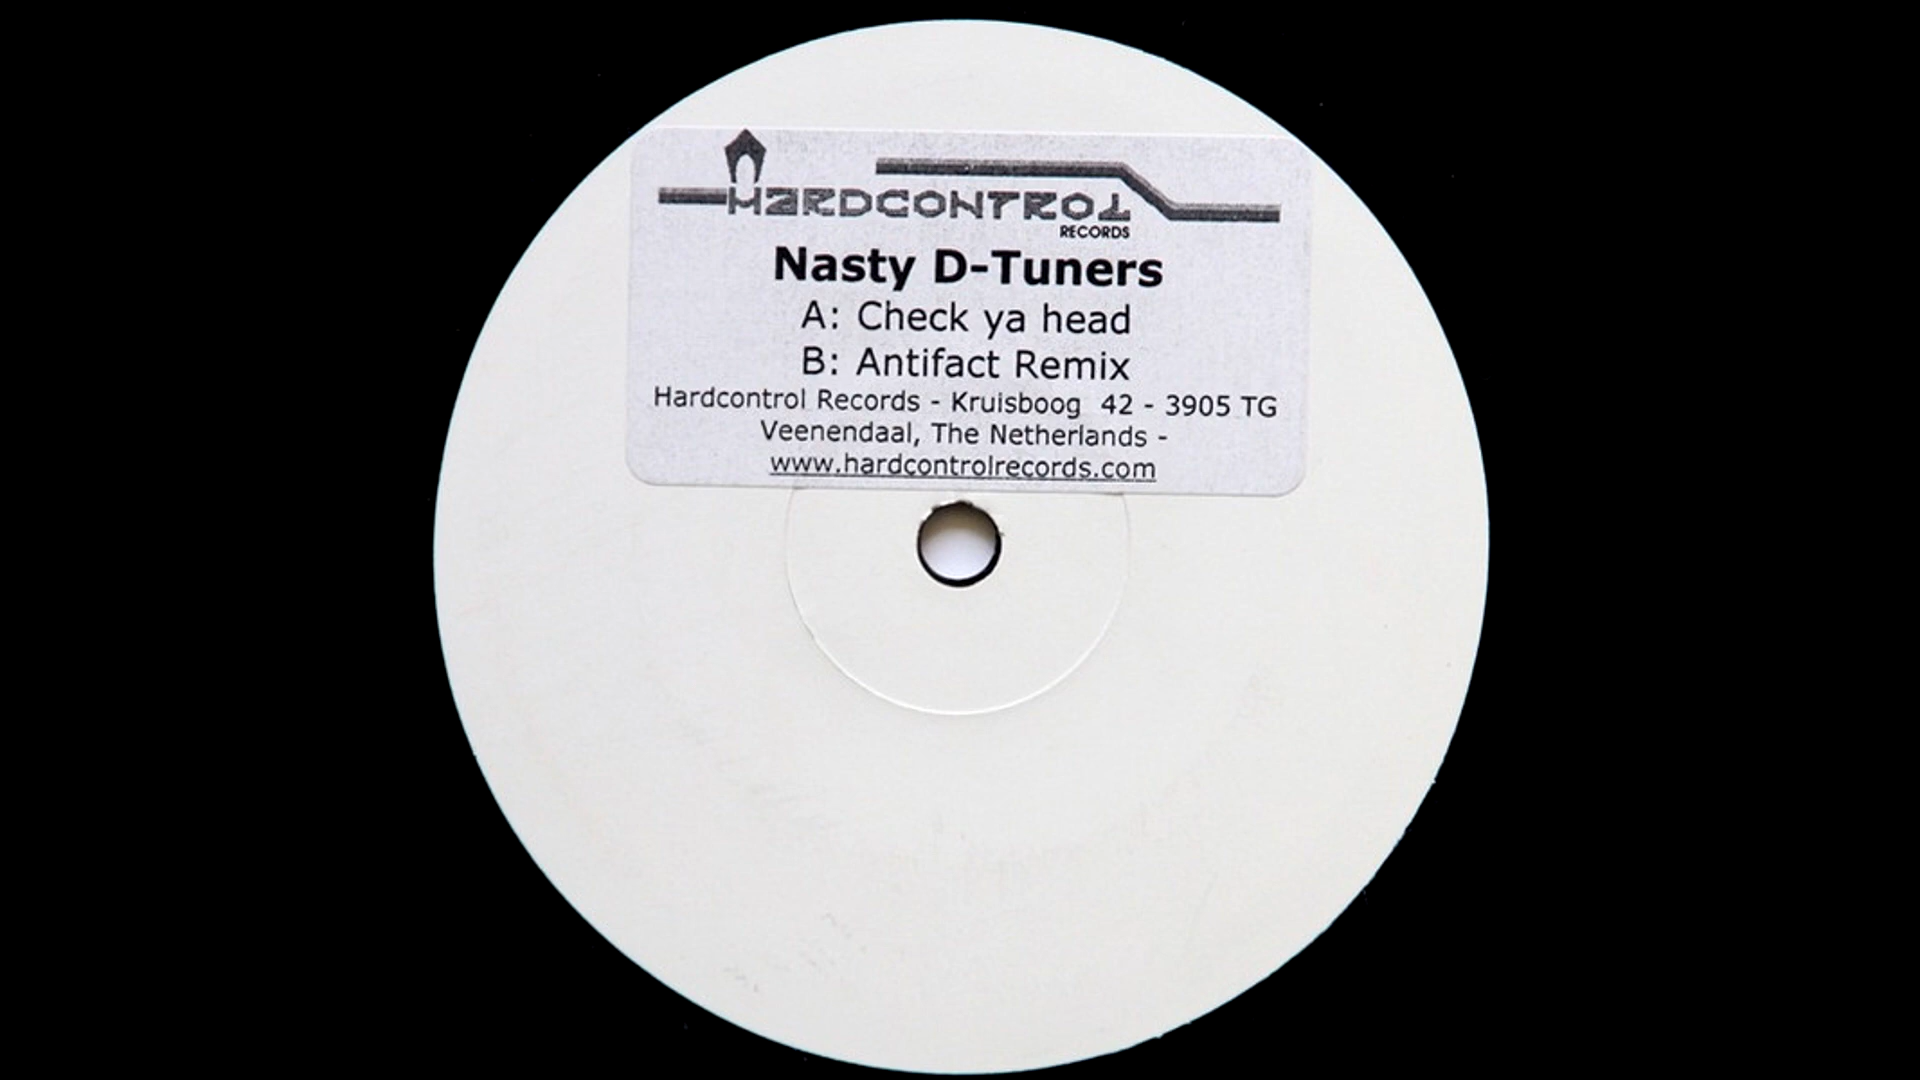 HARDCONTROL
RECORDS
Nasty D-Tuners
A: Check ya head
B: Antifact Remix
Hardcontrol Records - Kruisboog 42 - 3905 TG
Veenendaal, The Netherlands -
www.hardcontrolrecords.com